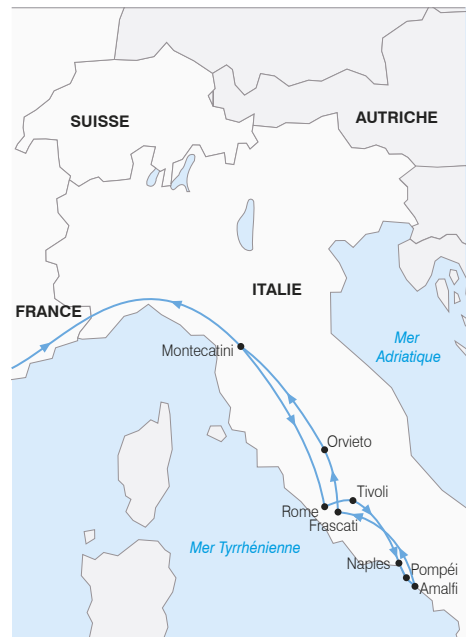 SUISSE
AUTRICHE
ITALIE
FRANCE
Mer
Adriatique
Montecatini
Orvieto
Tivoli
Rome
Frascati
Mer Tyrrhénienne
Naples
Pompéi
Amalfi